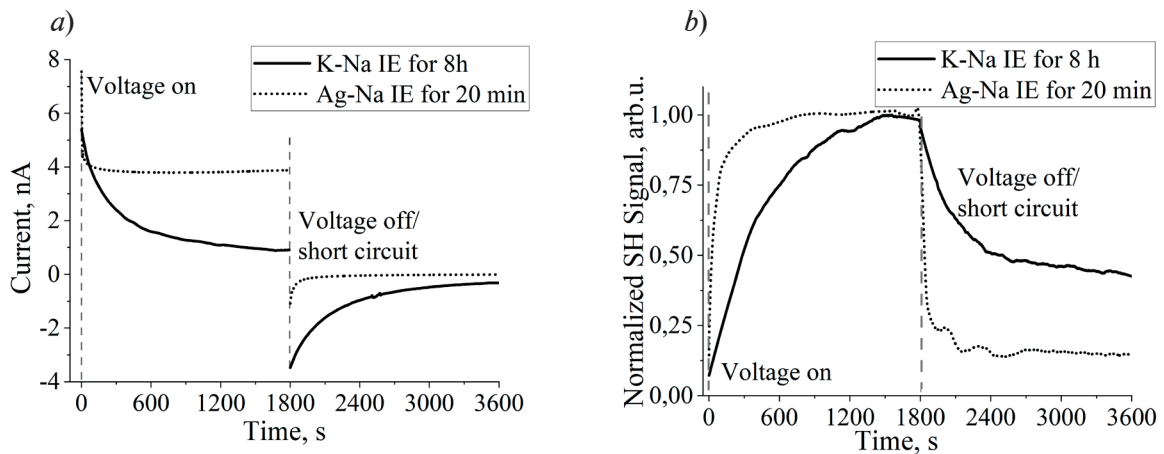 a)
K-Na IE for 8h
Ag-Na IE for 20 min
Voltage on
Voltage off/
short circuit
Current, nA
8
6
4
2
0
-2
-4
0 600 1200 1800 2400 3000 3600
Time, s
b)
K-Na IE for 8 h
Ag-Na IE for 20 min
Voltage off/
short circuit
Voltage on
Normalized SH Signal, arb.u.
1,00
0,75
0,50
0,25
0,00
0 600 1200 1800 2400 3000 3600
Time, s